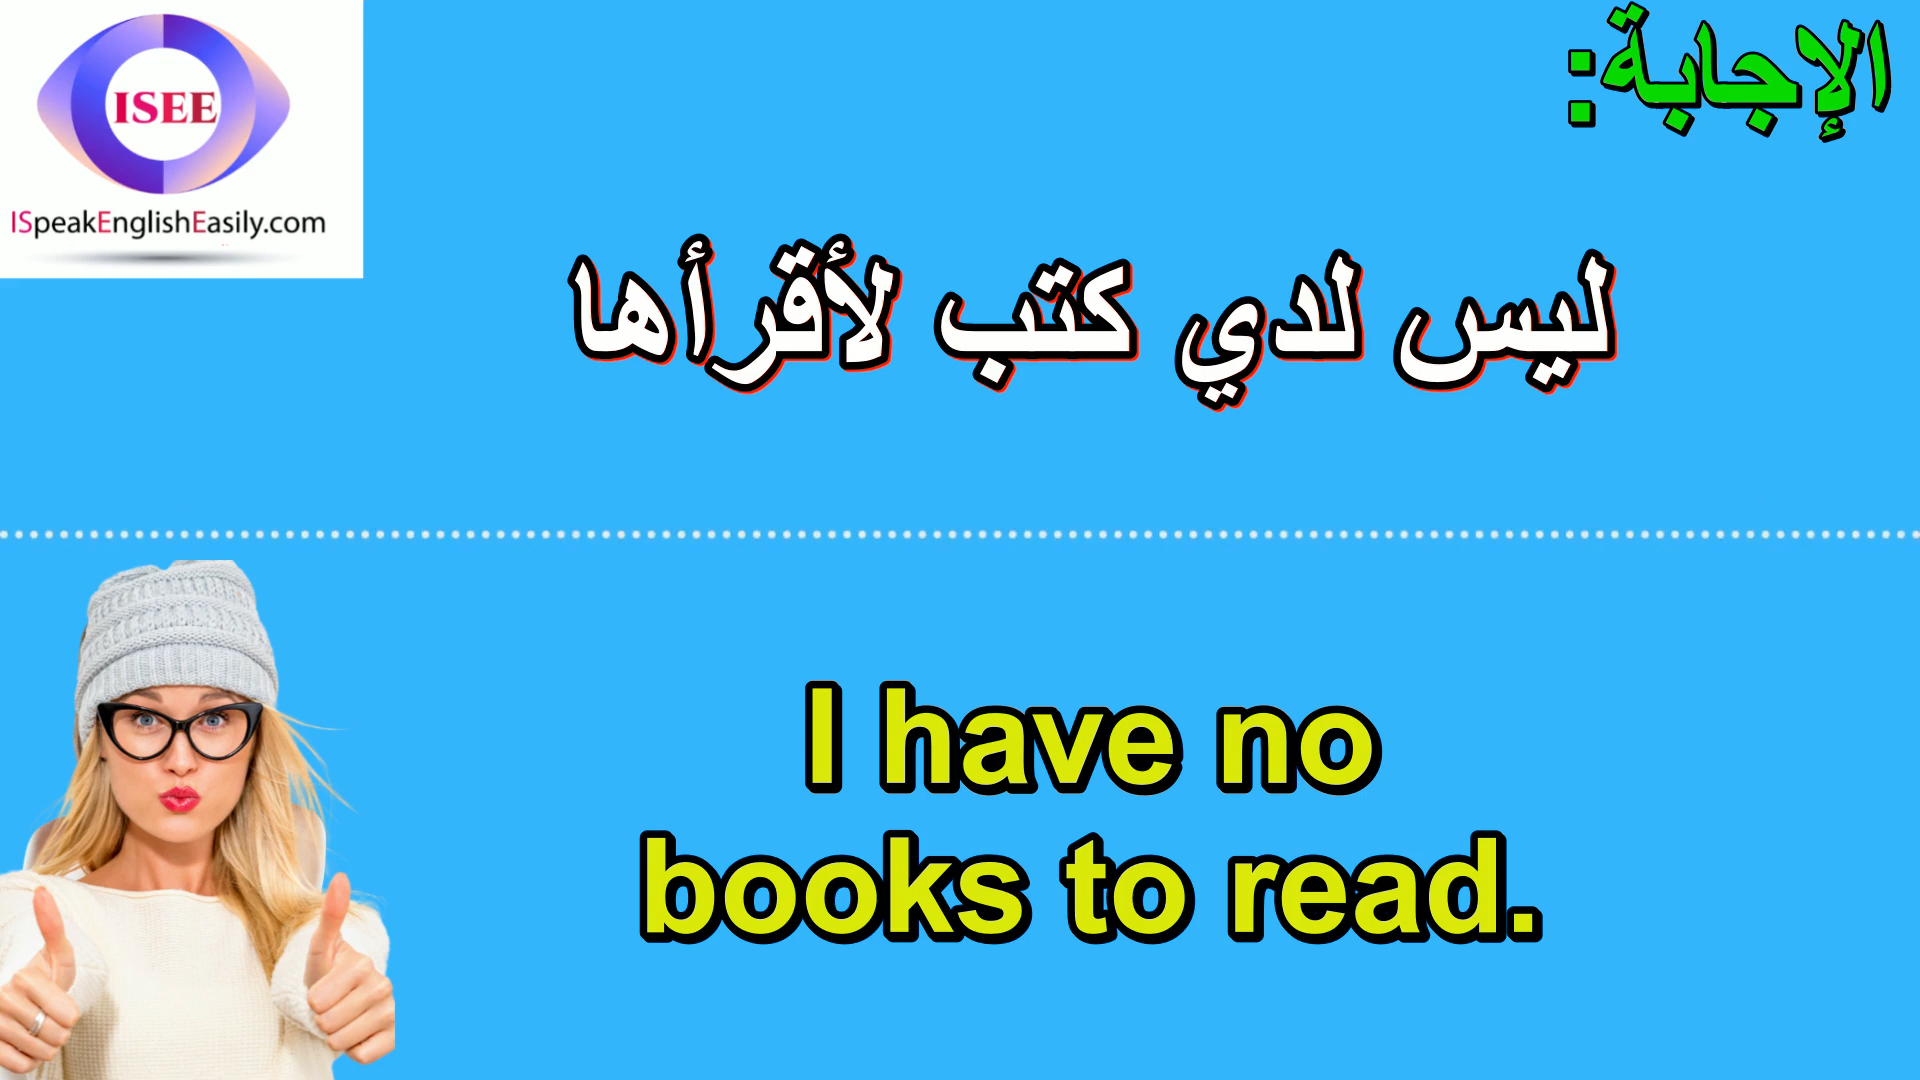 ISEE
ISpeakEnglishEasily.com
الإجابة:
ليس لدي كتب لأقرأها
I have no
books to read.